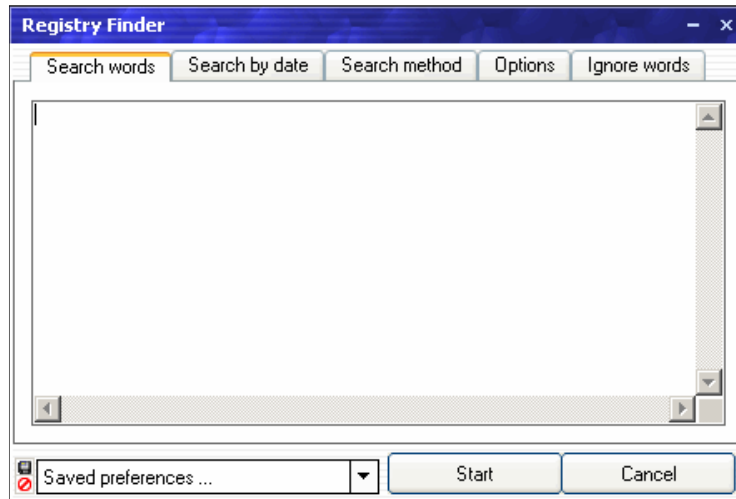 Registry Finder
Search words Search by date Search method Options Ignore words
Saved preferences ... Start Cancel